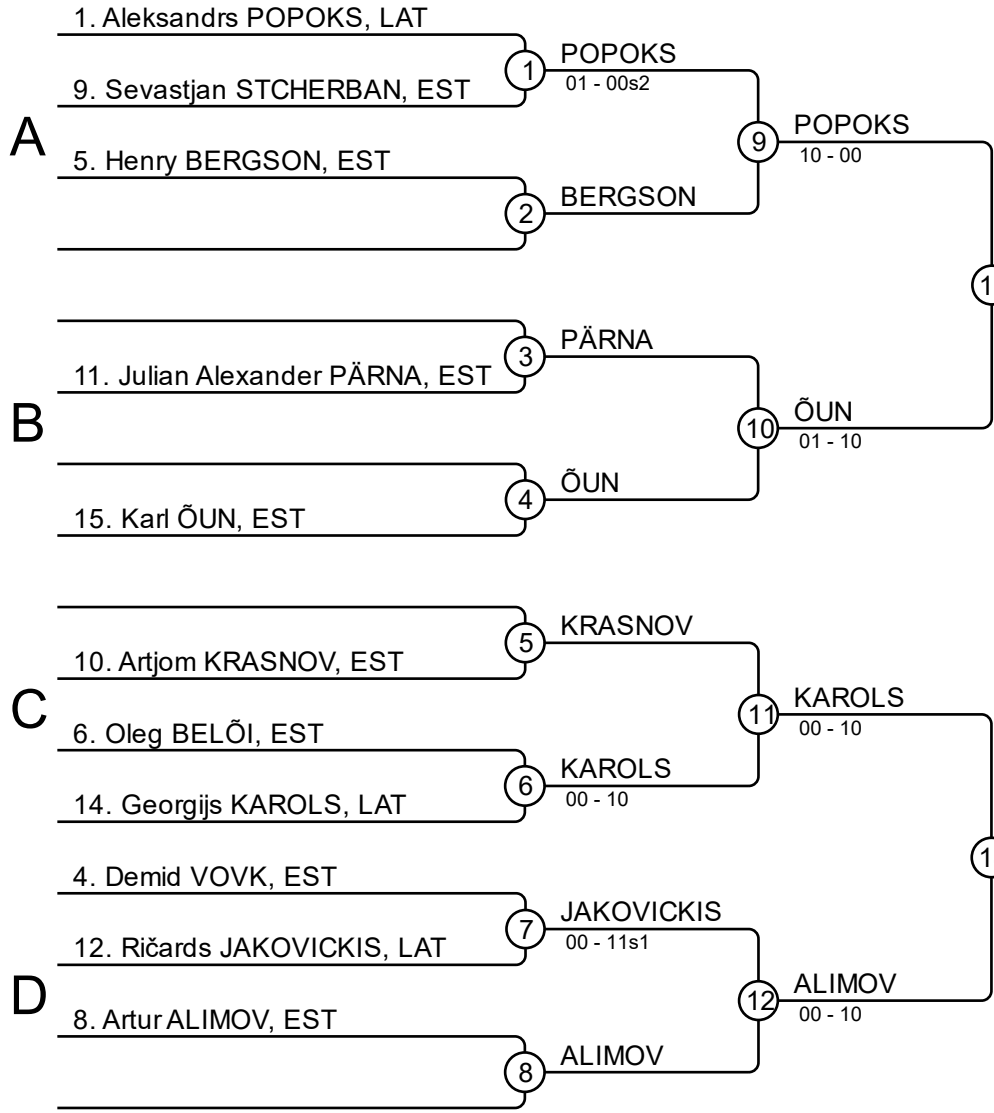 1. Aleksandrs POPOKS, LAT
1
POPOKS
01 - 00s2
9. Sevastjan STCHERBAN, EST
A
9
POPOKS
10 - 00
5. Henry BERGSON, EST
2
BERGSON
1
3
PÄRNA
11. Julian Alexander PÄRNA, EST
B
10
ÕUN
01 - 10
4
ÕUN
15. Karl ÕUN, EST
5
KRASNOV
10. Artjom KRASNOV, EST
C
11
KAROLS
00 - 10
6. Oleg BELÕI, EST
6
KAROLS
00 - 10
14. Georgijs KAROLS, LAT
1
4. Demid VOVK, EST
7
JAKOVICKIS
00 - 11s1
12. Ričards JAKOVICKIS, LAT
D
12
ALIMOV
00 - 10
8. Artur ALIMOV, EST
8
ALIMOV